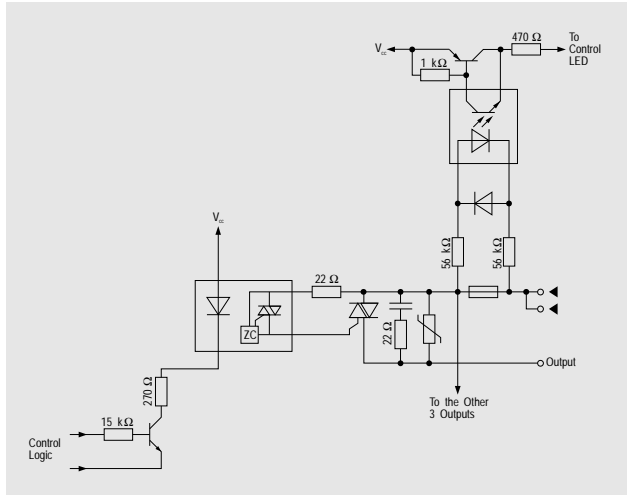 470 Ω
To
Control
LED
Vcc
1 kΩ
Vcc
56 kΩ
56 kΩ
22 Ω
ZC
22 Ω
Output
270 Ω
To the Other
3 Outputs
15 kΩ
Control
Logic